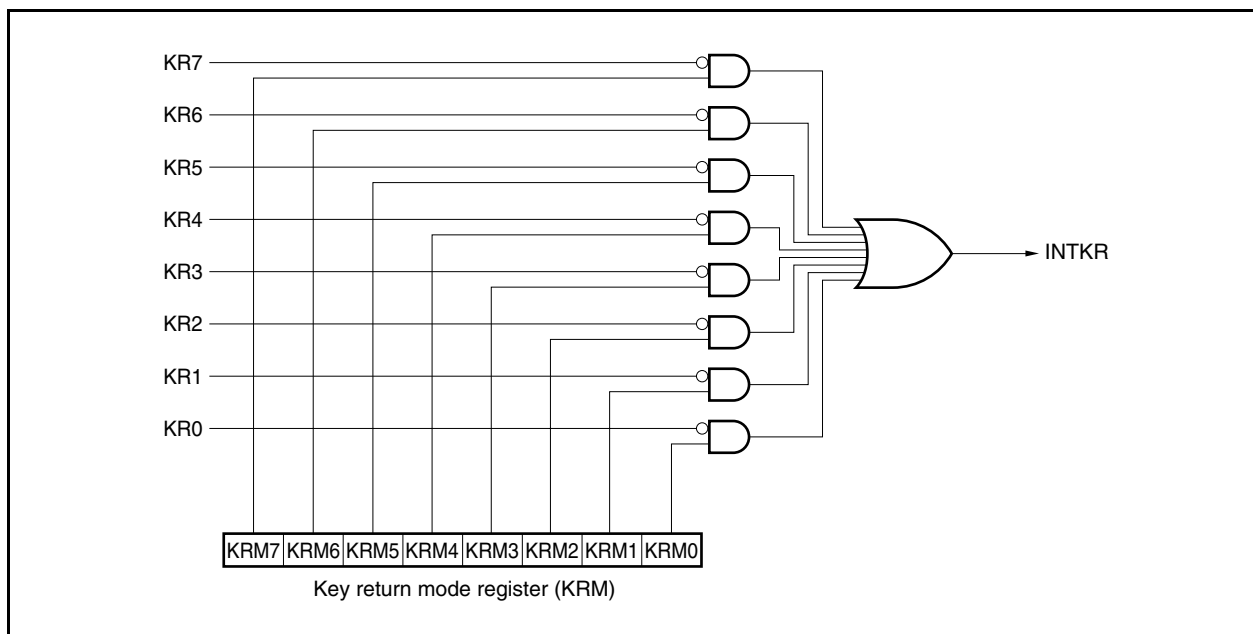 KR7
KR6
KR5
KR4
KR3
KR2
KR1
KR0
INTKR
KRM7 KRM6 KRM5 KRM4 KRM3 KRM2 KRM1 KRM0
Key return mode register (KRM)